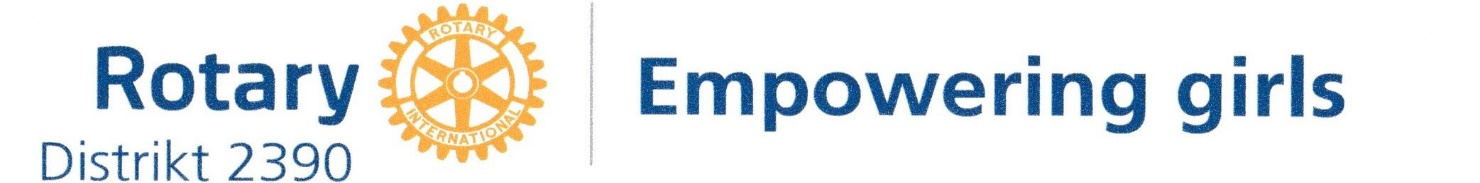 Rotary
Distrikt 2390
ROTARY
INTERNATIONAL
Empowering girls